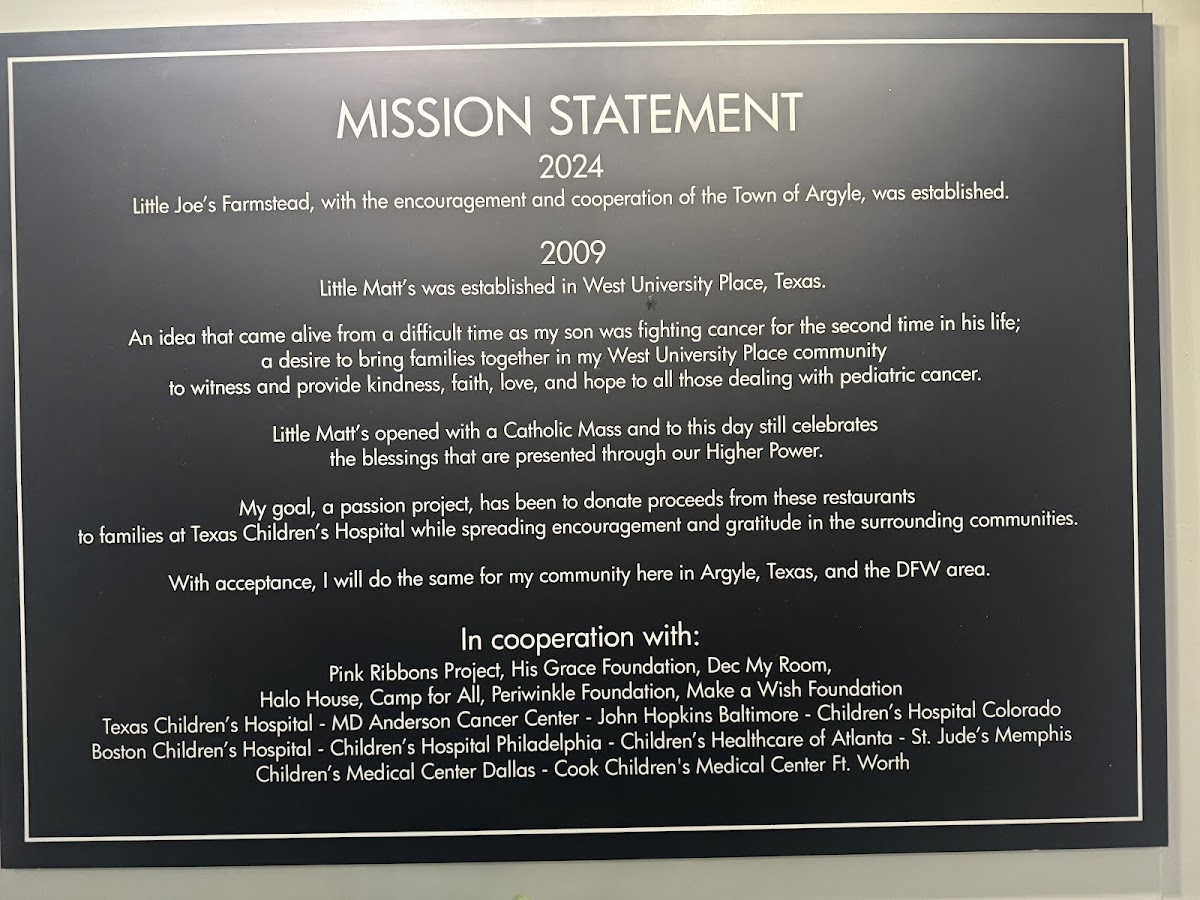 MISSION STATEMENT
2024
Little Joe's Farmstead, with the encouragement and cooperation of the Town of Argyle, was established.
2009
Little Matt's was established in West University Place, Texas.
An idea that came alive from a difficult time as my son was fighting cancer for the second time in his life;
a desire to bring families together in my West University Place community
to witness and provide kindness, faith, love, and hope to all those dealing with pediatric cancer.
Little Matt's opened with a Catholic Mass and to this day still celebrates
the blessings that are presented through our Higher Power.
My goal, a passion project, has been to donate proceeds from these restaurants
to families at Texas Children's Hospital while spreading encouragement and gratitude in the surrounding communities.
With acceptance, I will do the same for my community here in Argyle, Texas, and the DFW area.
In cooperation with:
Pink Ribbons Project, His Grace Foundation, Dec My Room,
Halo House, Camp for All, Periwinkle Foundation, Make a Wish Foundation
Texas Children's Hospital - MD Anderson Cancer Center - John Hopkins Baltimore - Children's Hospital Colorado
Boston Children's Hospital - Children's Hospital Philadelphia - Children's Healthcare of Atlanta - St. Jude's Memphis
Children's Medical Center Dallas - Cook Children's Medical Center Ft. Worth